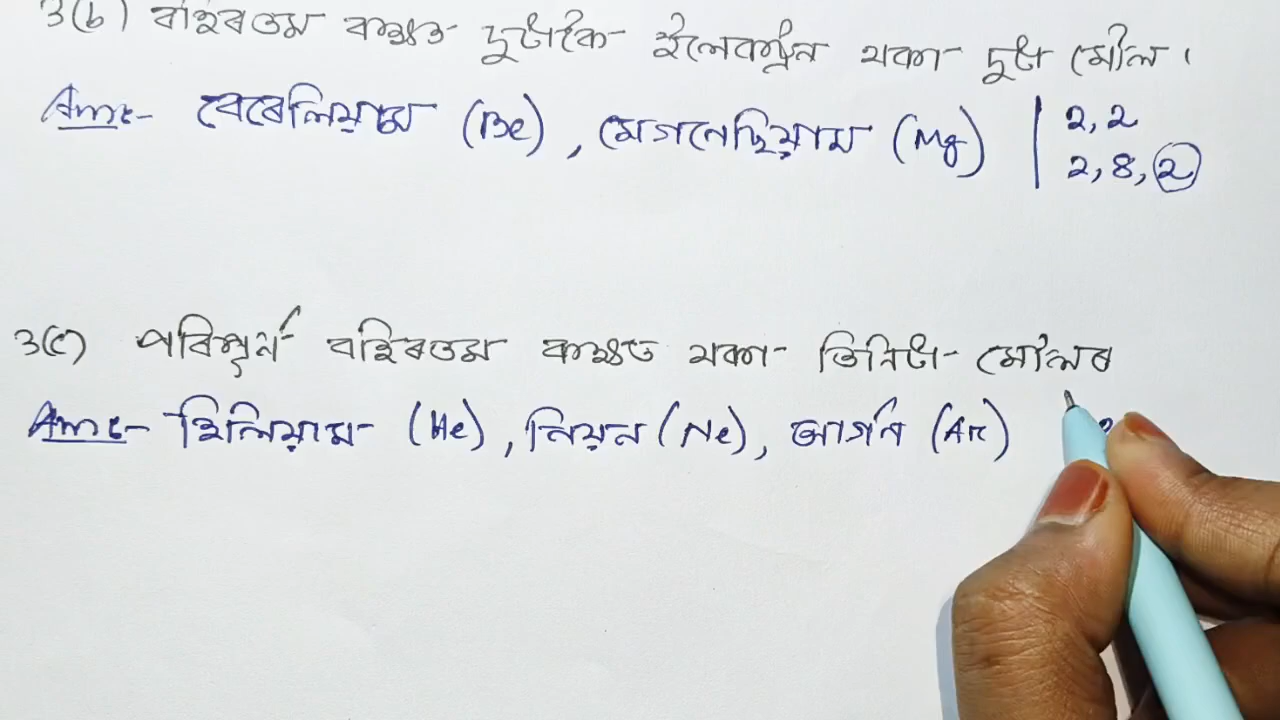 3(b) বাহিৰতম কক্ষত দুটাকৈ ইলেকট্ৰন থকা দুটা মৌল।
Ans:- বেৰেলিয়াম (Be), মেগনেছিয়াম (Mg) | 2, 2
2, 8, 2
3(c) পৰিপূৰ্ন বাহিৰতম কক্ষত থকা তিনিটা মৌলৰ
Ans:- হিলিয়াম (He), নিয়ন (Ne), আৰ্গন (Ar)